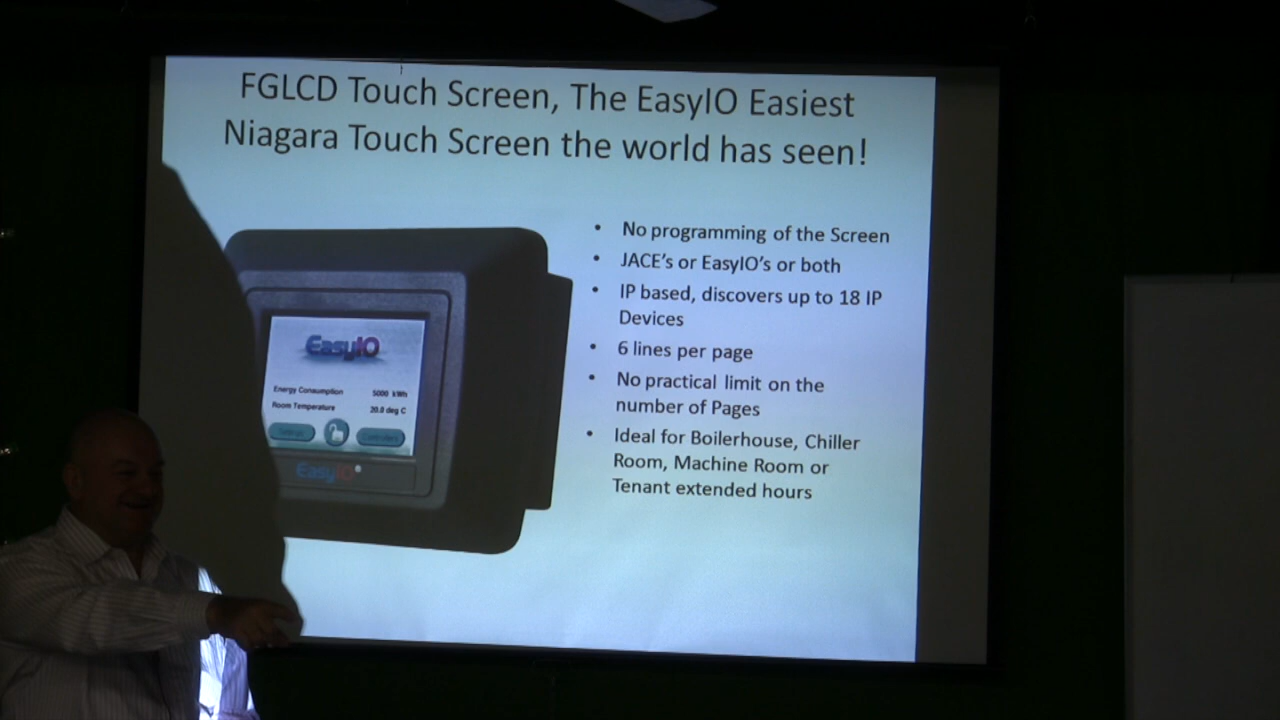 FGLCD Touch Screen, The EasyIO Easiest
Niagara Touch Screen the world has seen!
• No programming of the Screen
• JACE's or EasyIO's or both
• IP based, discovers up to 18 IP
Devices
• 6 lines per page
• No practical limit on the
number of Pages
• Ideal for Boilerhouse, Chiller
Room, Machine Room or
Tenant extended hours
EasyIO
Energy Consumption 5000 kWh
Room Temperature 20.0 deg C
EasyIO